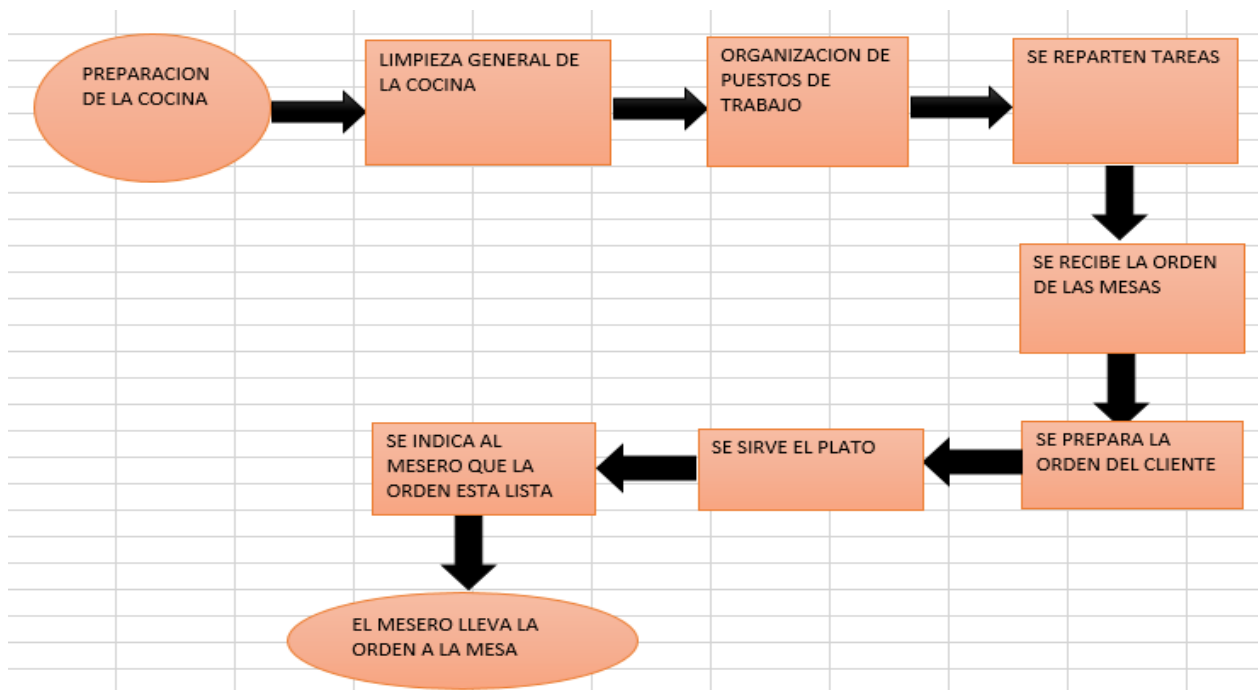 PREPARACION
DE LA COCINA
LIMPIEZA GENERAL DE
LA COCINA
ORGANIZACION DE
PUESTOS DE
TRABAJO
SE REPARTEN TAREAS
SE RECIBE LA ORDEN
DE LAS MESAS
SE PREPARA LA
ORDEN DEL CLIENTE
SE SIRVE EL PLATO
SE INDICA AL
MESERO QUE LA
ORDEN ESTA LISTA
EL MESERO LLEVA LA
ORDEN A LA MESA